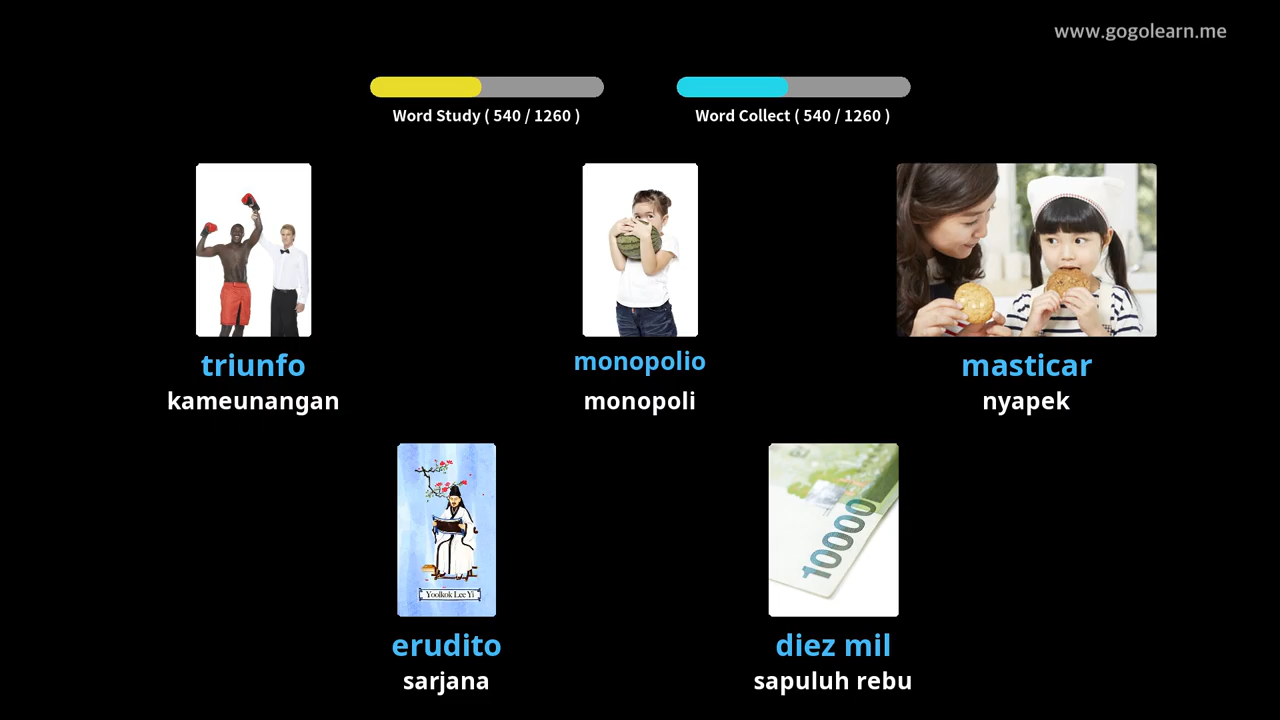 www.gogolearn.me
Word Study ( 540 / 1260 )
Word Collect ( 540 / 1260 )
triunfo
kameunangan
monopolio
monopoli
masticar
nyapek
Yoolkok Lee Yi
10000
erudito
sarjana
diez mil
sapuluh rebu